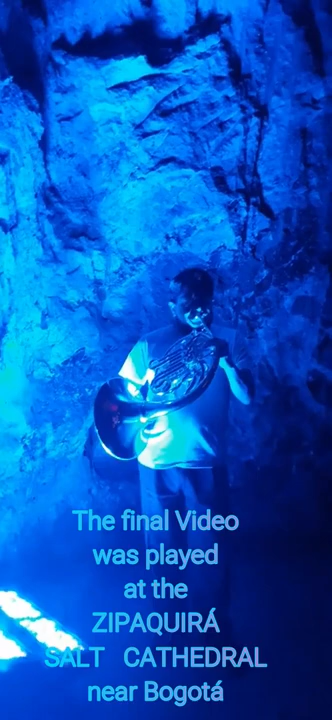 The final Video
was played
at the
ZIPAQUIRÁ
SALT CATHEDRAL
near Bogotá